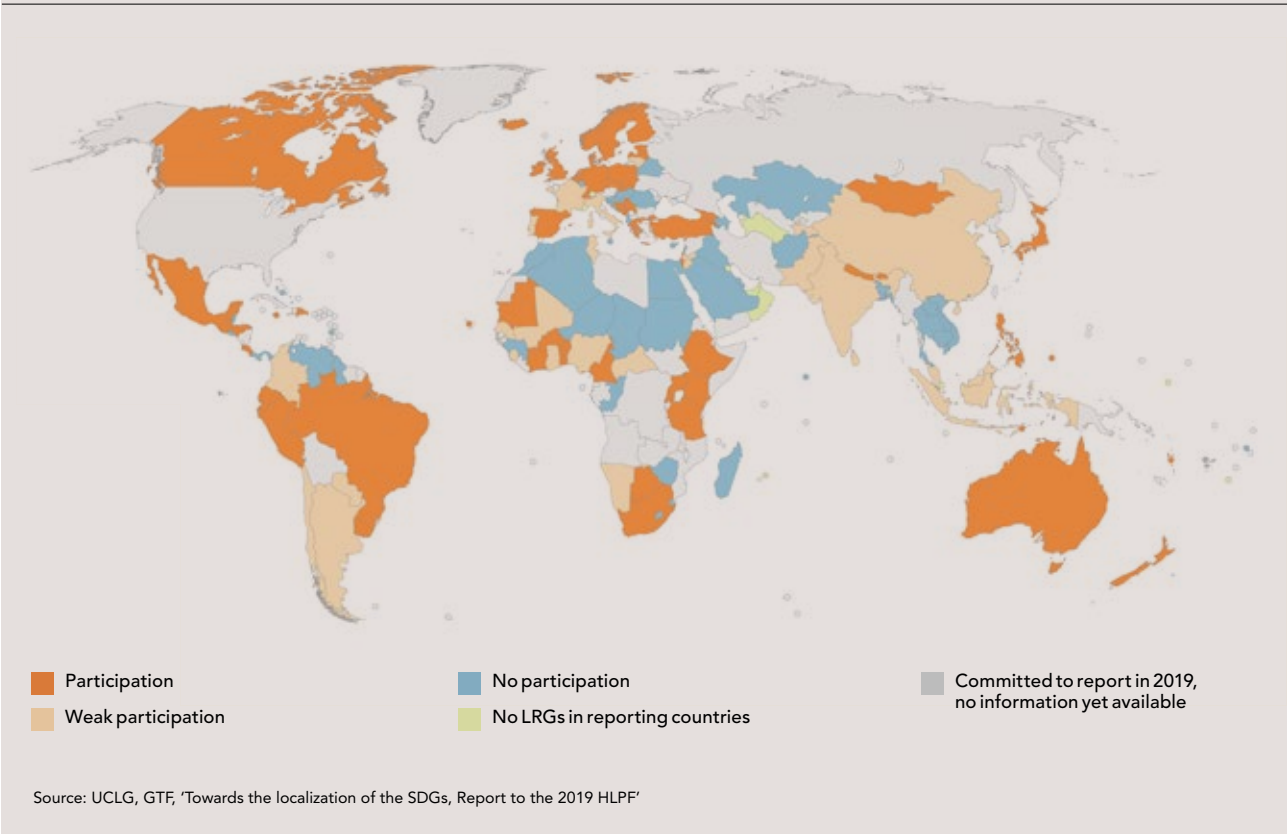 Participation
Weak participation
No participation
No LRGs in reporting countries
Committed to report in 2019,
no information yet available
Source: UCLG, GTF, ‘Towards the localization of the SDGs, Report to the 2019 HLPF’